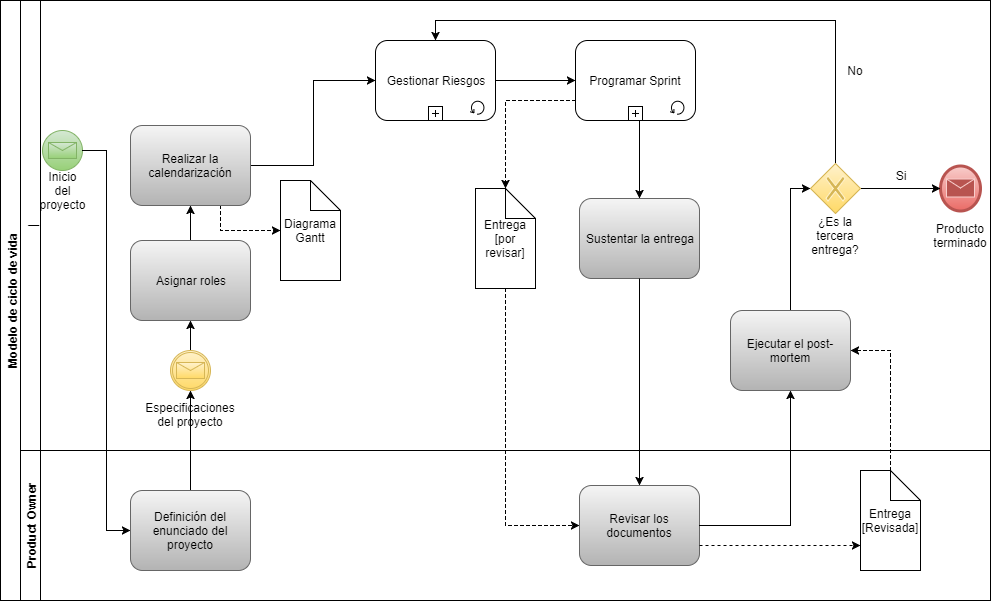 Modelo de ciclo de vida
Product Owner
Inicio
del
proyecto
Realizar la
calendarización
Diagrama
Gantt
Asignar roles
Especificaciones
del proyecto
Definición del
enunciado del
proyecto
Gestionar Riesgos
Programar Sprint
Entrega
[por
revisar]
Sustentar la entrega
Revisar los
documentos
Entrega
[Revisada]
Ejecutar el post-
mortem
¿Es la
tercera
entrega?
No
Si
Producto
terminado